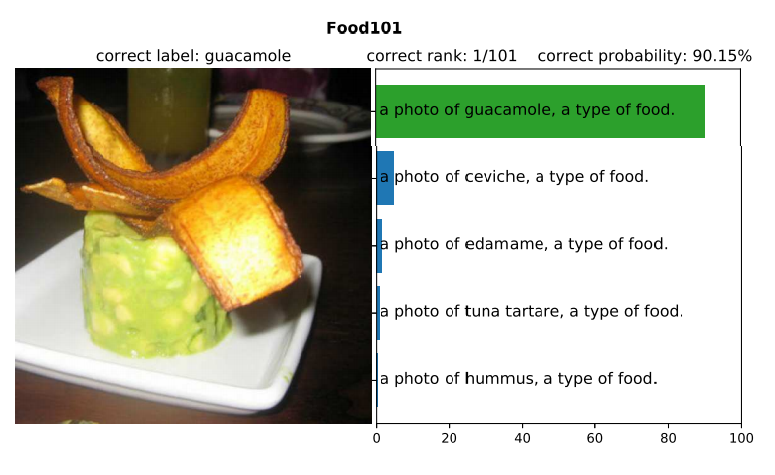 Food101
correct label: guacamole
correct rank: 1/101 correct probability: 90.15%
a photo of guacamole, a type of food.
a photo of ceviche, a type of food.
a photo of edamame, a type of food.
a photo of tuna tartare, a type of food.
a photo of hummus, a type of food.
0 20 40 60 80 100